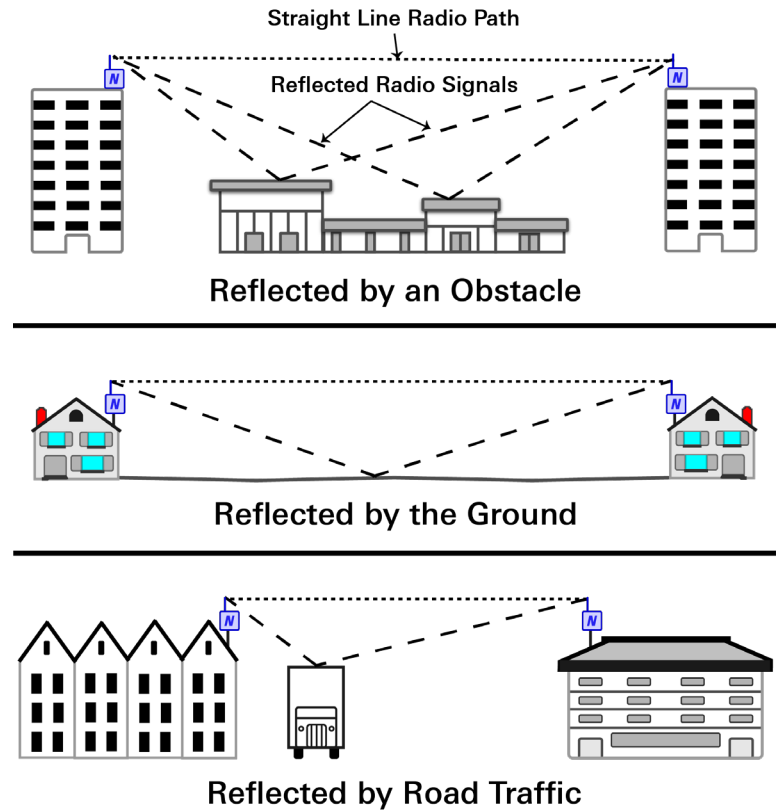 Straight Line Radio Path
N
N
Reflected Radio Signals
Reflected by an Obstacle
N
N
Reflected by the Ground
N
N
Reflected by Road Traffic